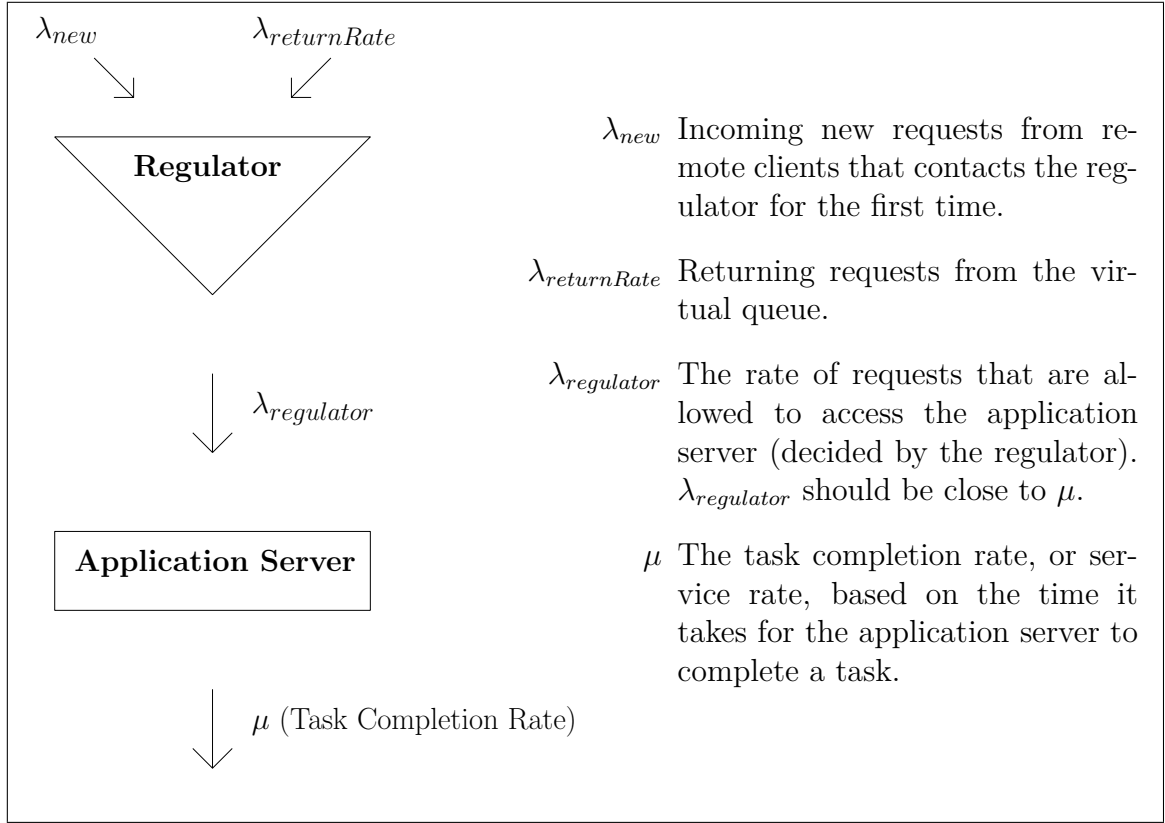 λnew
λreturnRate
Regulator
λregulator
Application Server
μ (Task Completion Rate)
λnew Incoming new requests from re-
mote clients that contacts the reg-
ulator for the first time.
λreturnRate Returning requests from the vir-
tual queue.
λregulator The rate of requests that are al-
lowed to access the application
server (decided by the regulator).
λregulator should be close to μ.
μ The task completion rate, or ser-
vice rate, based on the time it
takes for the application server to
complete a task.